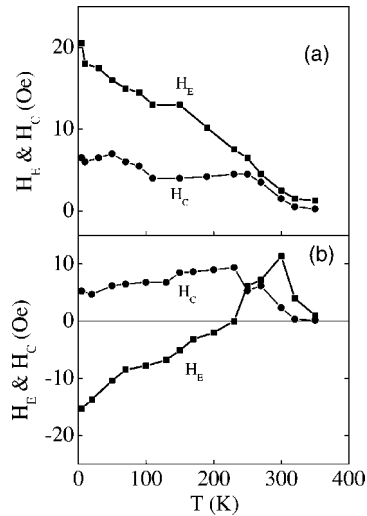 (a)
20
10
0
H_E & H_C (Oe)
H_E
H_C
(b)
10
0
-10
-20
H_E & H_C (Oe)
H_C
H_E
0 100 200 300 400
T (K)